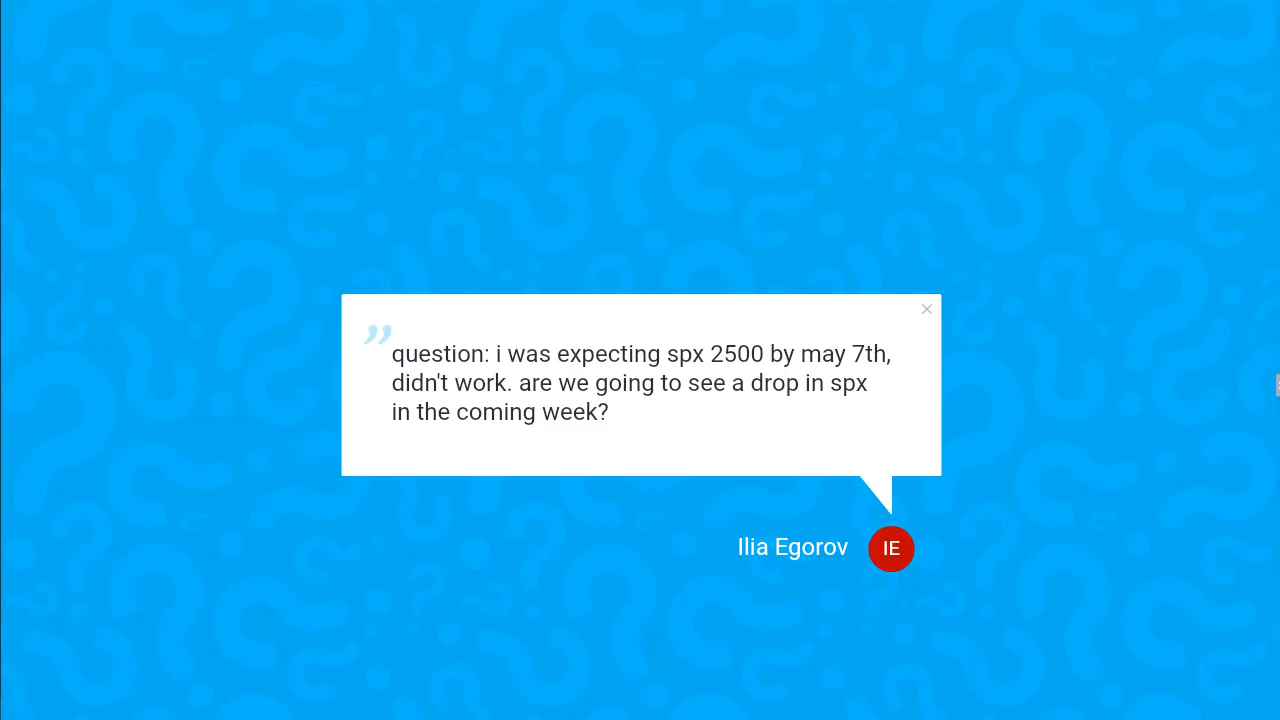 question: i was expecting spx 2500 by may 7th,
didn't work. are we going to see a drop in spx
in the coming week?
Ilia Egorov
IE